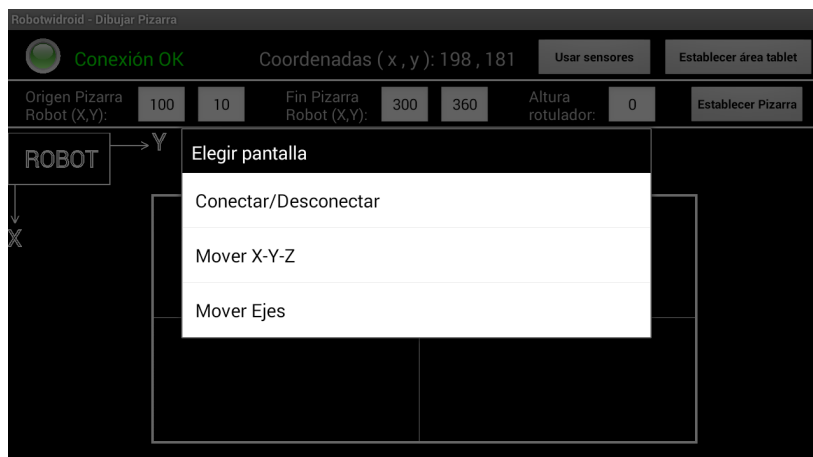 Robotwidroid - Dibujar Pizarra
Conexión OK
Coordenadas ( x , y ): 198 , 181
Usar sensores
Establecer área tablet
Origen Pizarra
Robot (X,Y):
100
10
Fin Pizarra
Robot (X,Y):
300
360
Altura
rotulador:
0
Establecer Pizarra
ROBOT
Y
X
Elegir pantalla
Conectar/Desconectar
Mover X-Y-Z
Mover Ejes